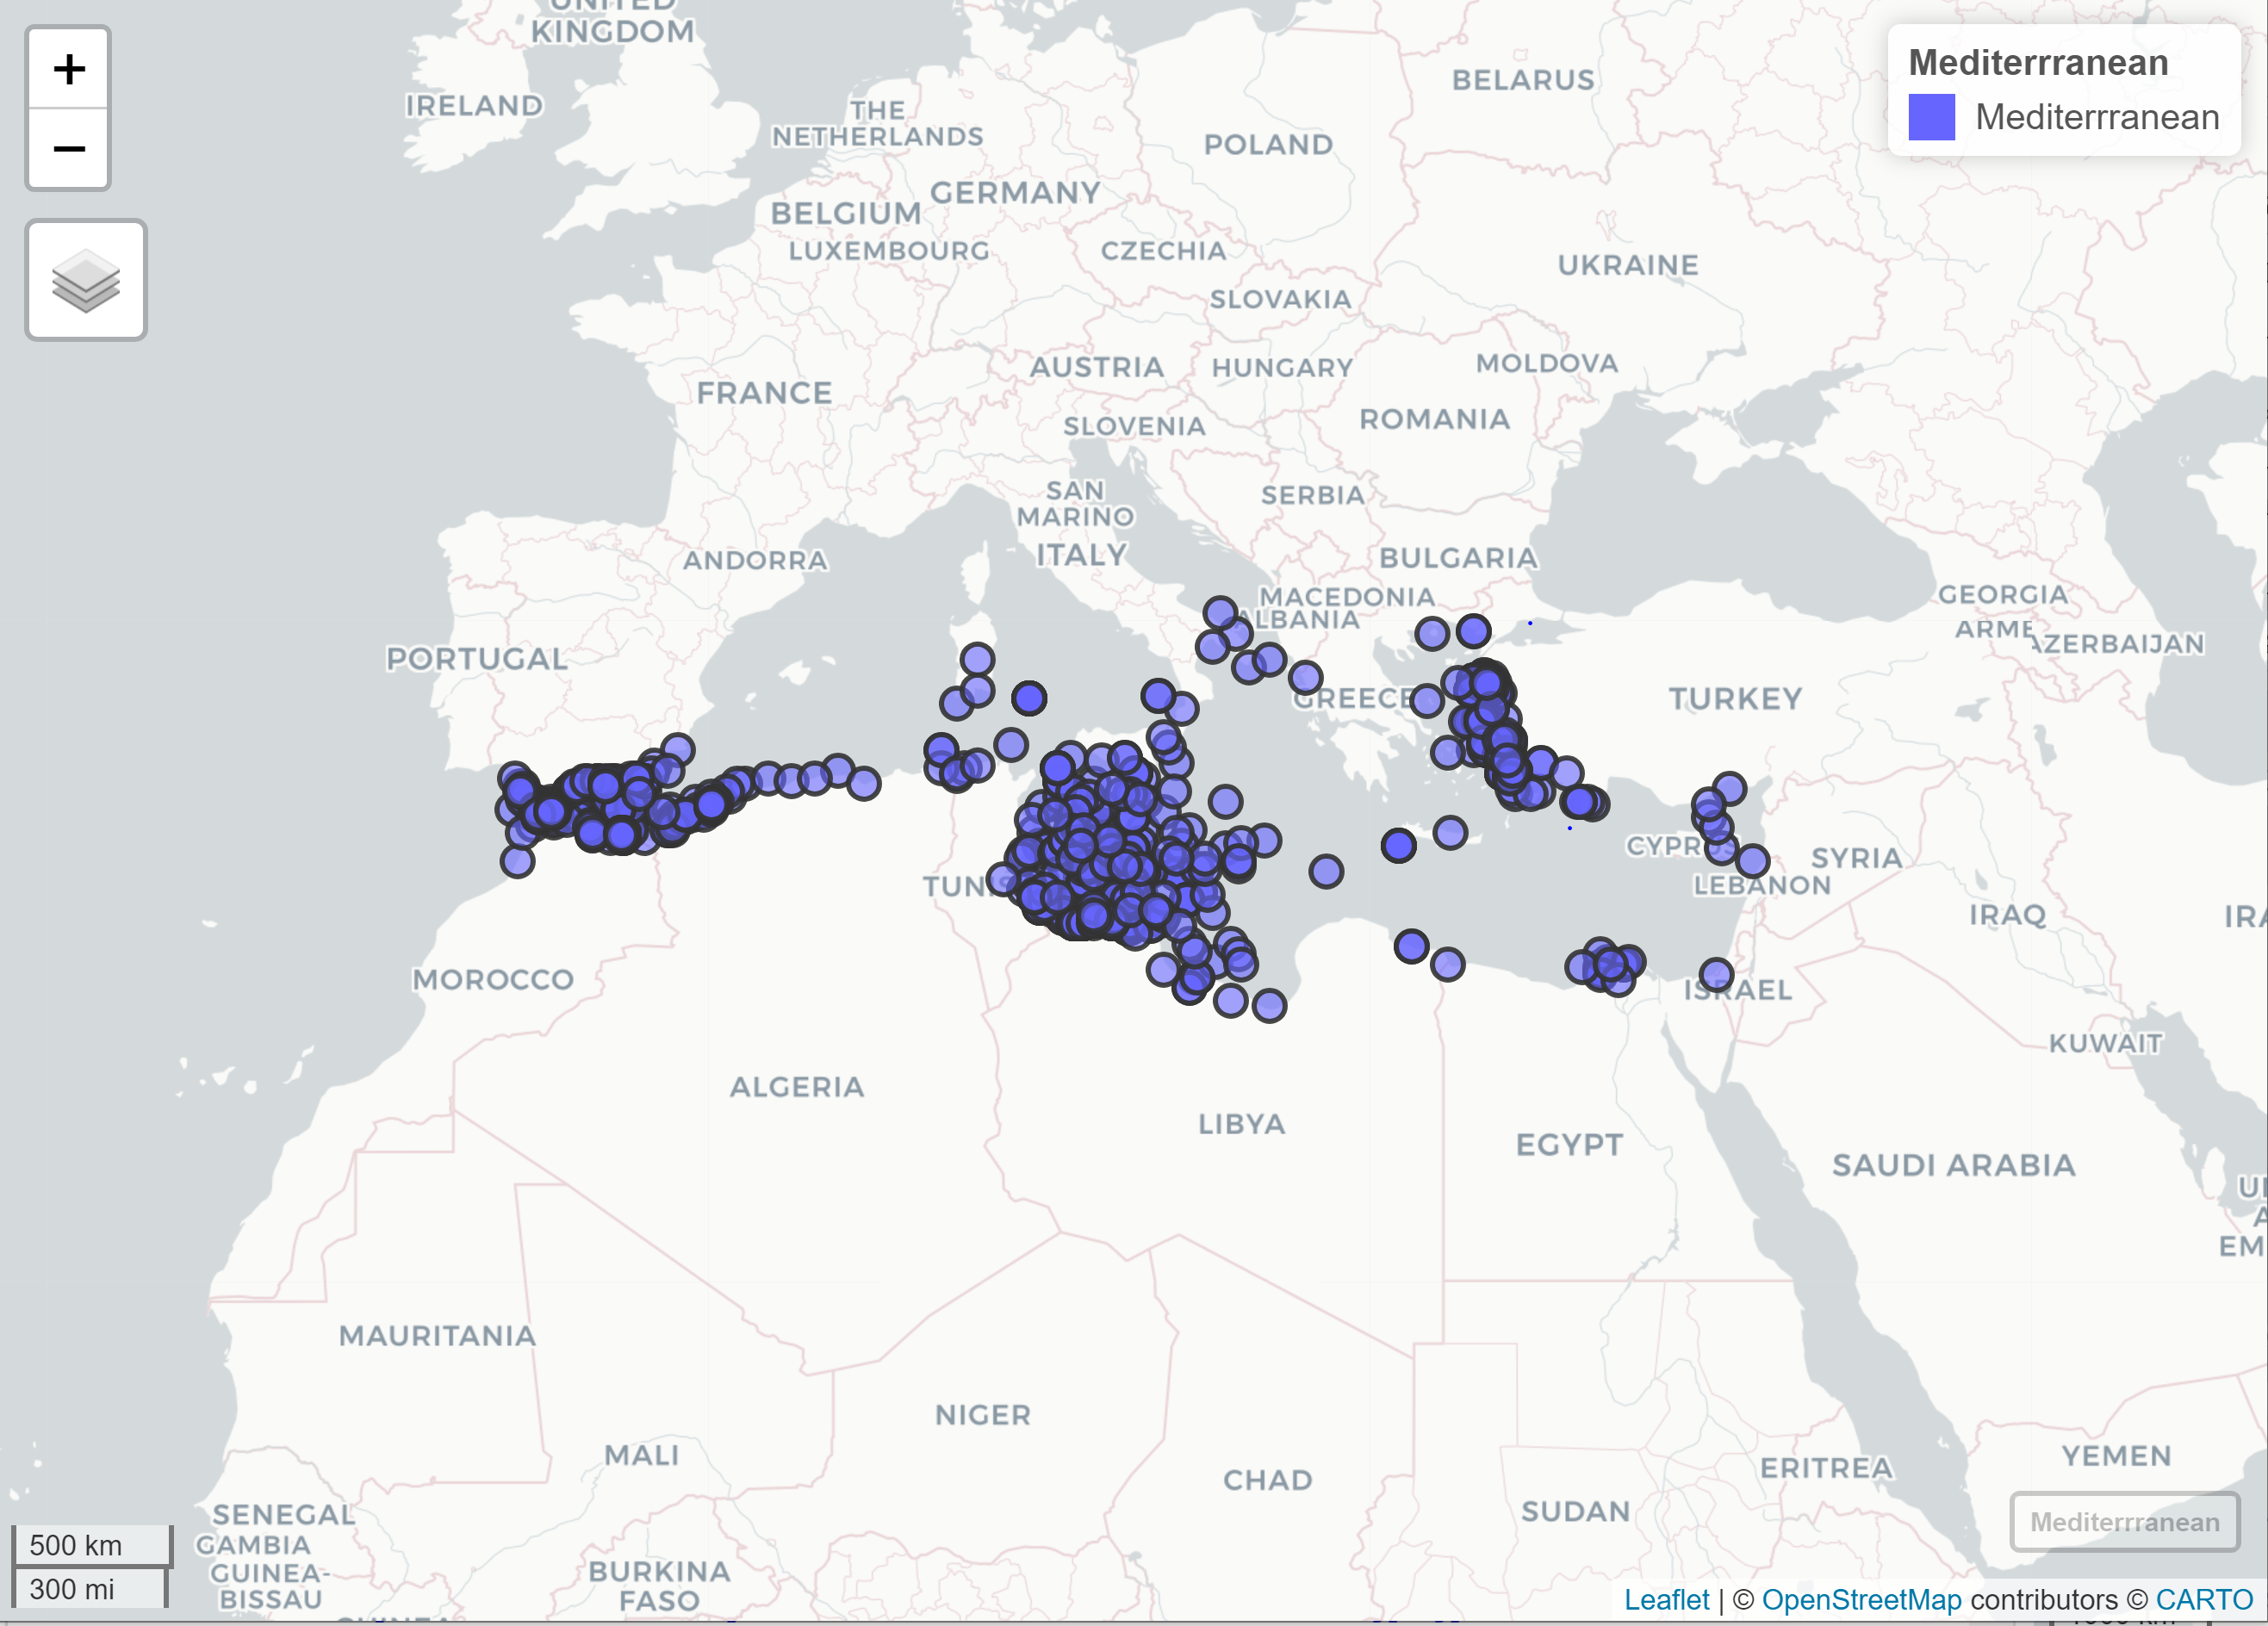 UNITED
KINGDOM
IRELAND
THE
NETHERLANDS
BELARUS
POLAND
GERMANY
BELGIUM
LUXEMBOURG
CZECHIA
UKRAINE
SLOVAKIA
AUSTRIA
HUNGARY
MOLDOVA
FRANCE
ROMANIA
SLOVENIA
SAN
MARINO
SERBIA
ITALY
ANDORRA
BULGARIA
MACEDONIA
ALBANIA
GEORGIA
ARME
AZERBAIJAN
PORTUGAL
GREECE
TURKEY
CYPRUS
SYRIA
TUNIS
LEBANON
IRAQ
IRA
MOROCCO
ISRAEL
KUWAIT
ALGERIA
LIBYA
EGYPT
SAUDI ARABIA
EM
MAURITANIA
NIGER
MALI
CHAD
ERITREA
YEMEN
SENEGAL
SUDAN
GAMBIA
GUINEA-
BISSAU
BURKINA
FASO
+
−
Mediterrranean
Mediterrranean
Mediterrranean
500 km
300 mi
Leaflet | © OpenStreetMap contributors © CARTO